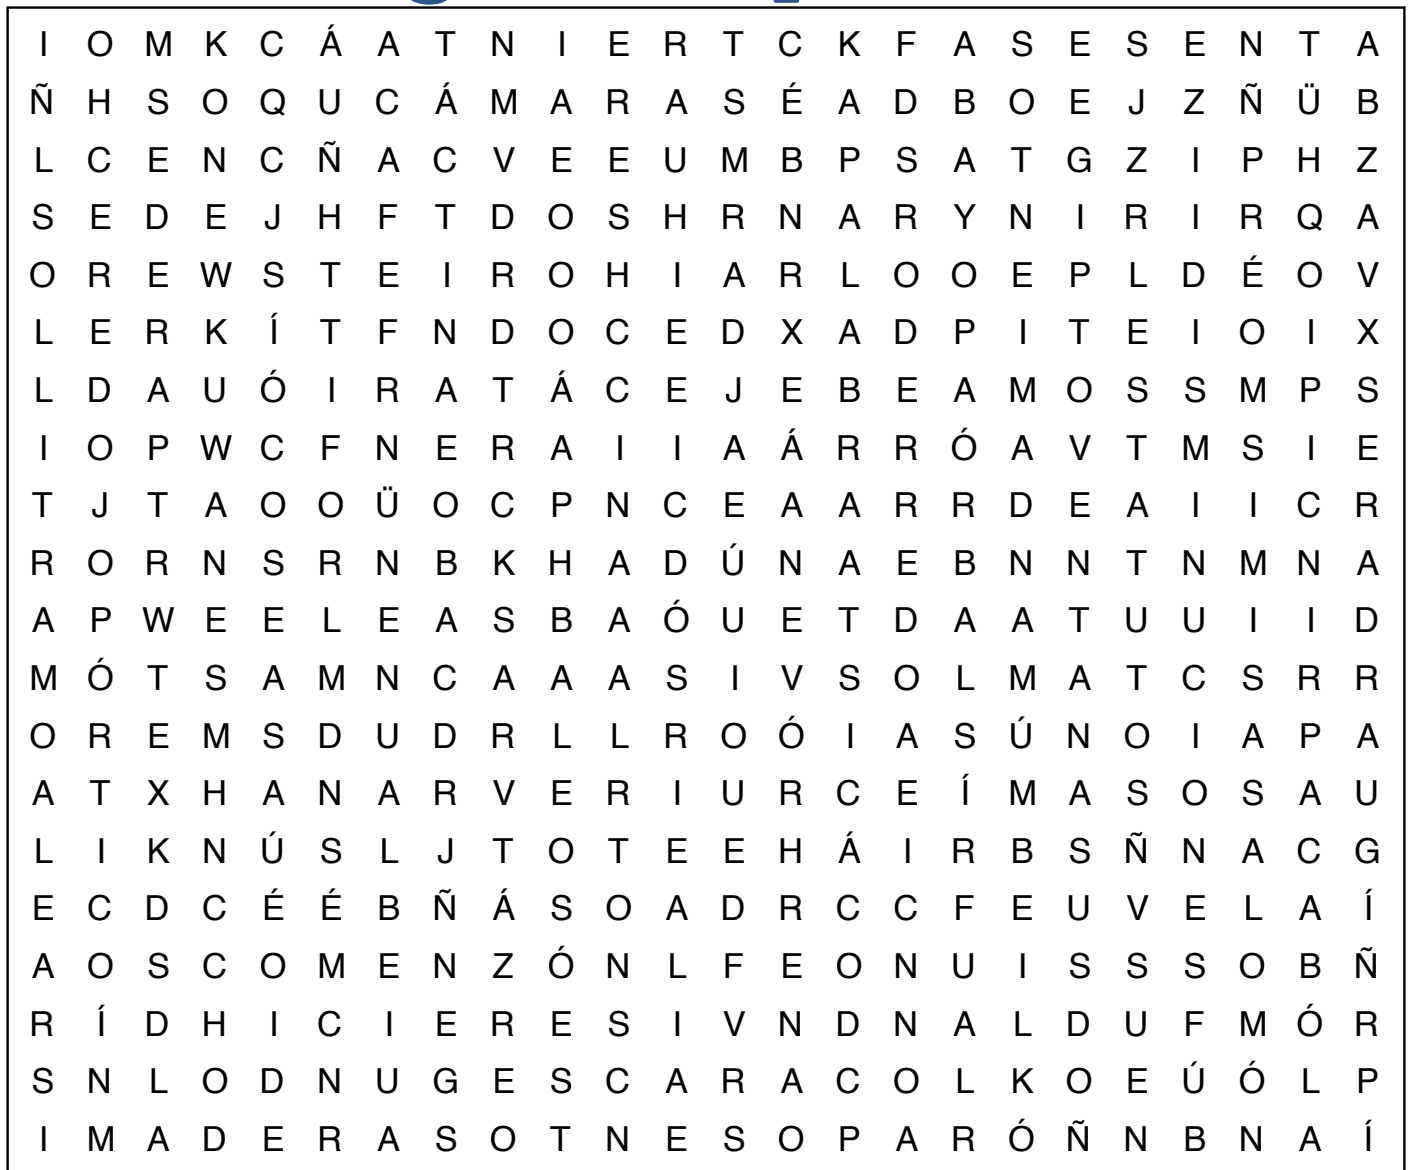 I O M K C Á A T N I E R T C K F A S E S E N T A
Ñ H S O Q U C Á M A R A S É A D B O E J Z Ñ Ü B
L C E N C Ñ A C V E E U M B P S A T G Z I P H Z
S E D E J H F T D O S H R N A R Y N I R I R Q A
O R E W S T E I R O H I A R L O O E P L D É O V
L E R K Í T F N D O C E D X A D P I T E I O I X
L D A U Ó I R A T Á C E J E B E A M O S S M P S
I O P W C F N E R A I I A Á R R Ó A V T M S I E
T J T A O O Ü O C P N C E A A R R D E A I I C R
R O R N S R N B K H A D Ú N A E B N N T N M N A
A P W E E L E A S B A Ó U E T D A A T U U I I D
M Ó T S A M N C A A A S I V S O L M A T C S R R
O R E M S D U D R L L R O Ó I A S Ú N O I A P A
A T X H A N A R V E R I U R C E Í M A S O S A U
L I K N Ú S L J T O T E E H Á I R B S Ñ N A C G
E C D C É É B Ñ Á S O A D R C C F E U V E L A Í
A O S C O M E N Z Ó N L F E O N U I S S S O B Ñ
R Í D H I C I E R E S I V N D N A L D U F M Ó R
S N L O D N U G E S C A R A C O L K O E Ú Ó L P
I M A D E R A S O T N E S O P A R Ó Ñ N B N A Í